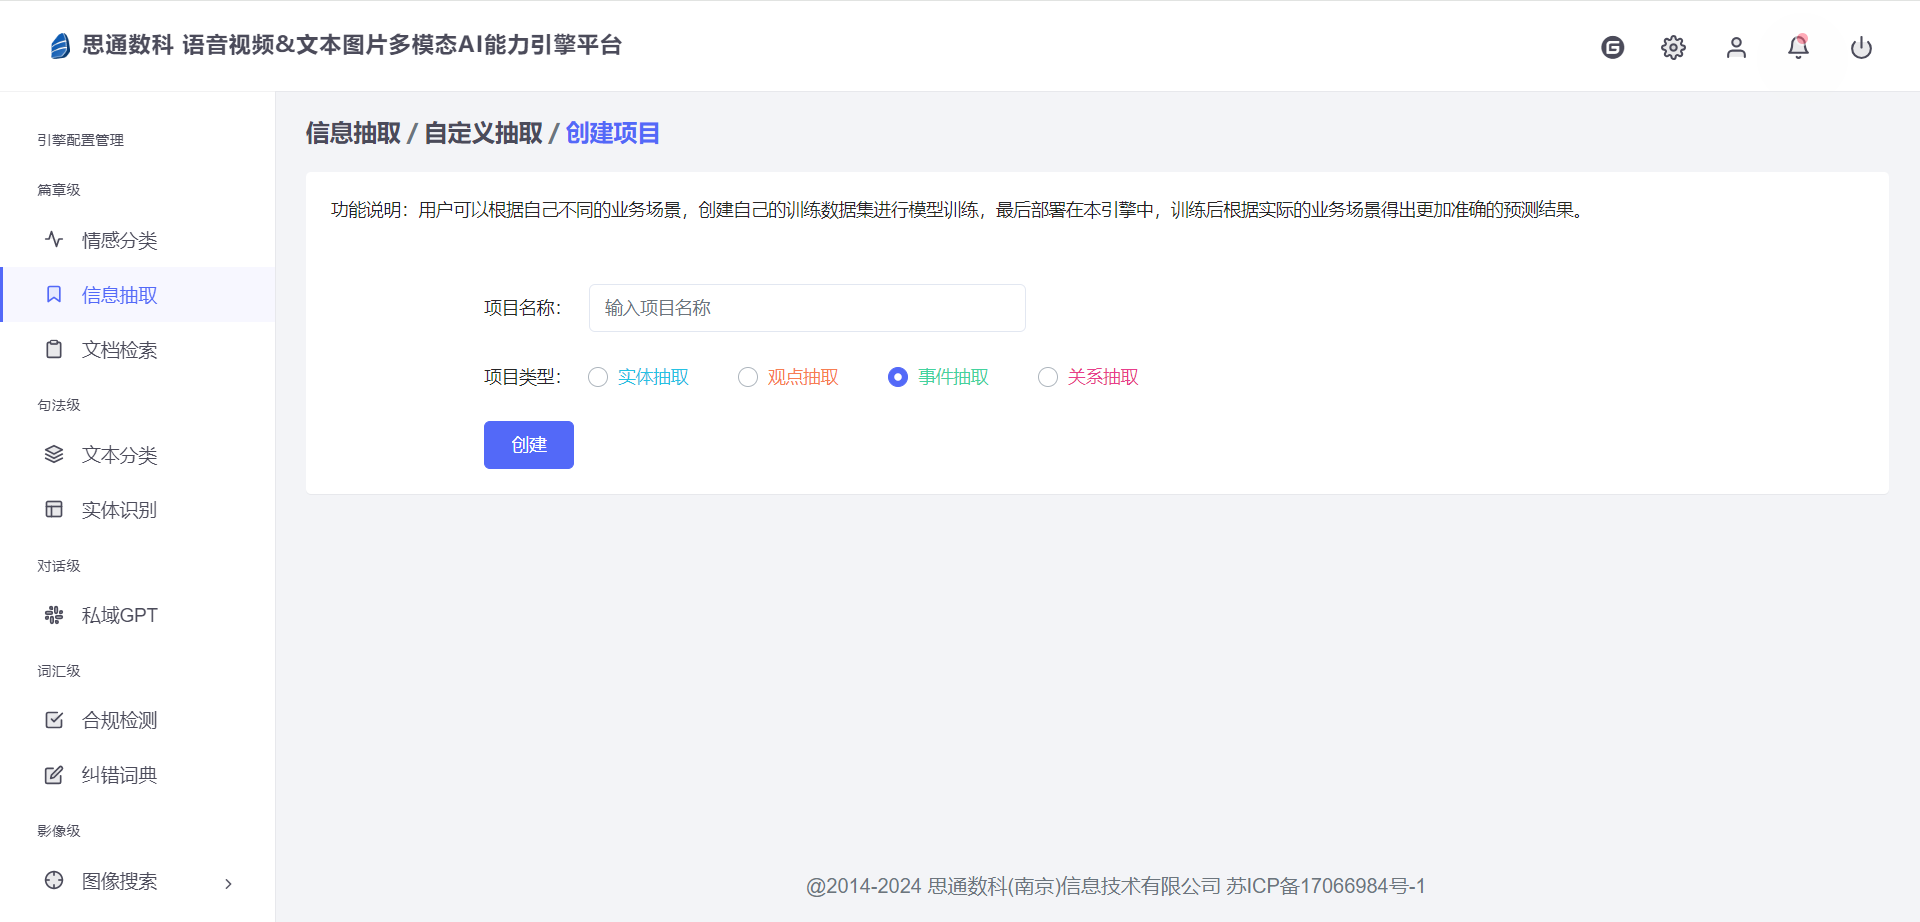 思通数科 语音视频&文本图片多模态AI能力引擎平台
引擎配置管理
篇章级
情感分类
信息抽取
文档检索
句法级
文本分类
实体识别
对话级
私域GPT
词汇级
合规检测
纠错词典
影像级
图像搜索
信息抽取 / 自定义抽取 / 创建项目
功能说明：用户可以根据自己不同的业务场景，创建自己的训练数据集进行模型训练，最后部署在本引擎中，训练后根据实际的业务场景得出更加准确的预测结果。
项目名称： 输入项目名称
项目类型： 实体抽取 观点抽取 事件抽取 关系抽取
创建
@2014-2024 思通数科(南京)信息技术有限公司 苏ICP备17066984号-1